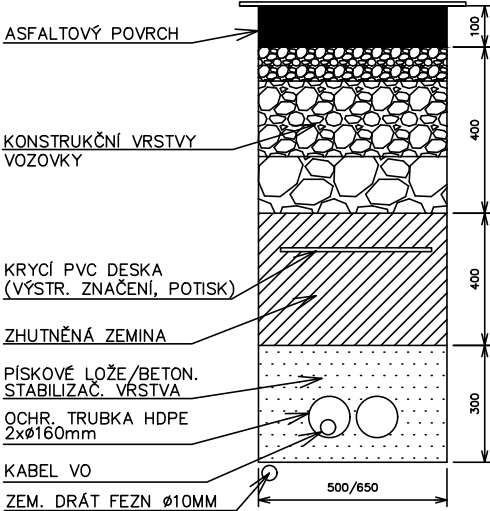 ASFALTOVÝ POVRCH
KONSTRUKČNÍ VRSTVY
VOZOVKY
KRYCÍ PVC DESKA
(VÝSTR. ZNAČENÍ, POTISK)
ZHUTNĚNÁ ZEMINA
PÍSKOVÉ LOŽE/BETON.
STABILIZAČ. VRSTVA
OCHR. TRUBKA HDPE
2xø160mm
KABEL VO
ZEM. DRÁT FEZN ø10MM
100
400
400
300
500/650